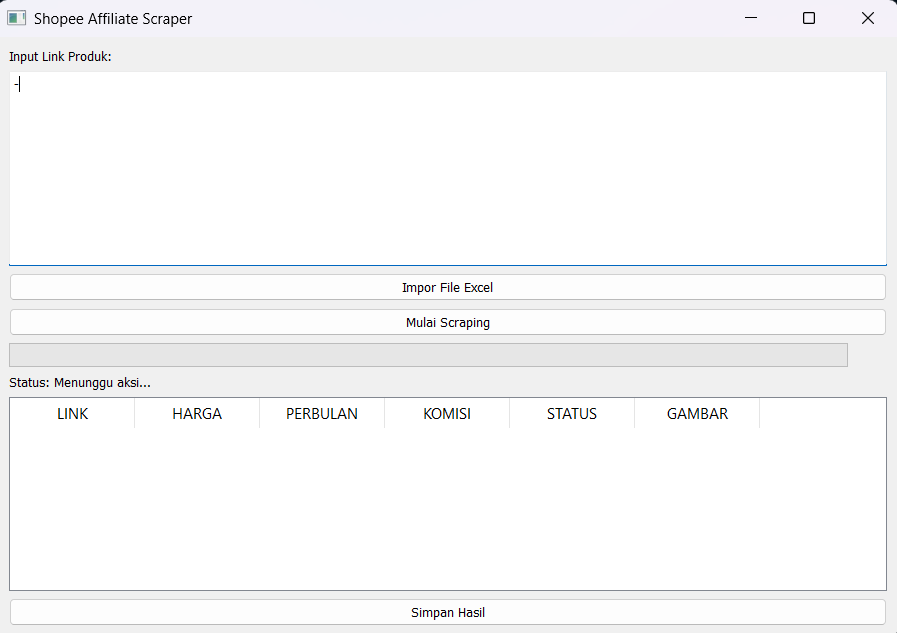 Shopee Affiliate Scraper
Input Link Produk:
-
Impor File Excel
Mulai Scraping
Status: Menunggu aksi...
LINK HARGA PERBULAN KOMISI STATUS GAMBAR
Simpan Hasil